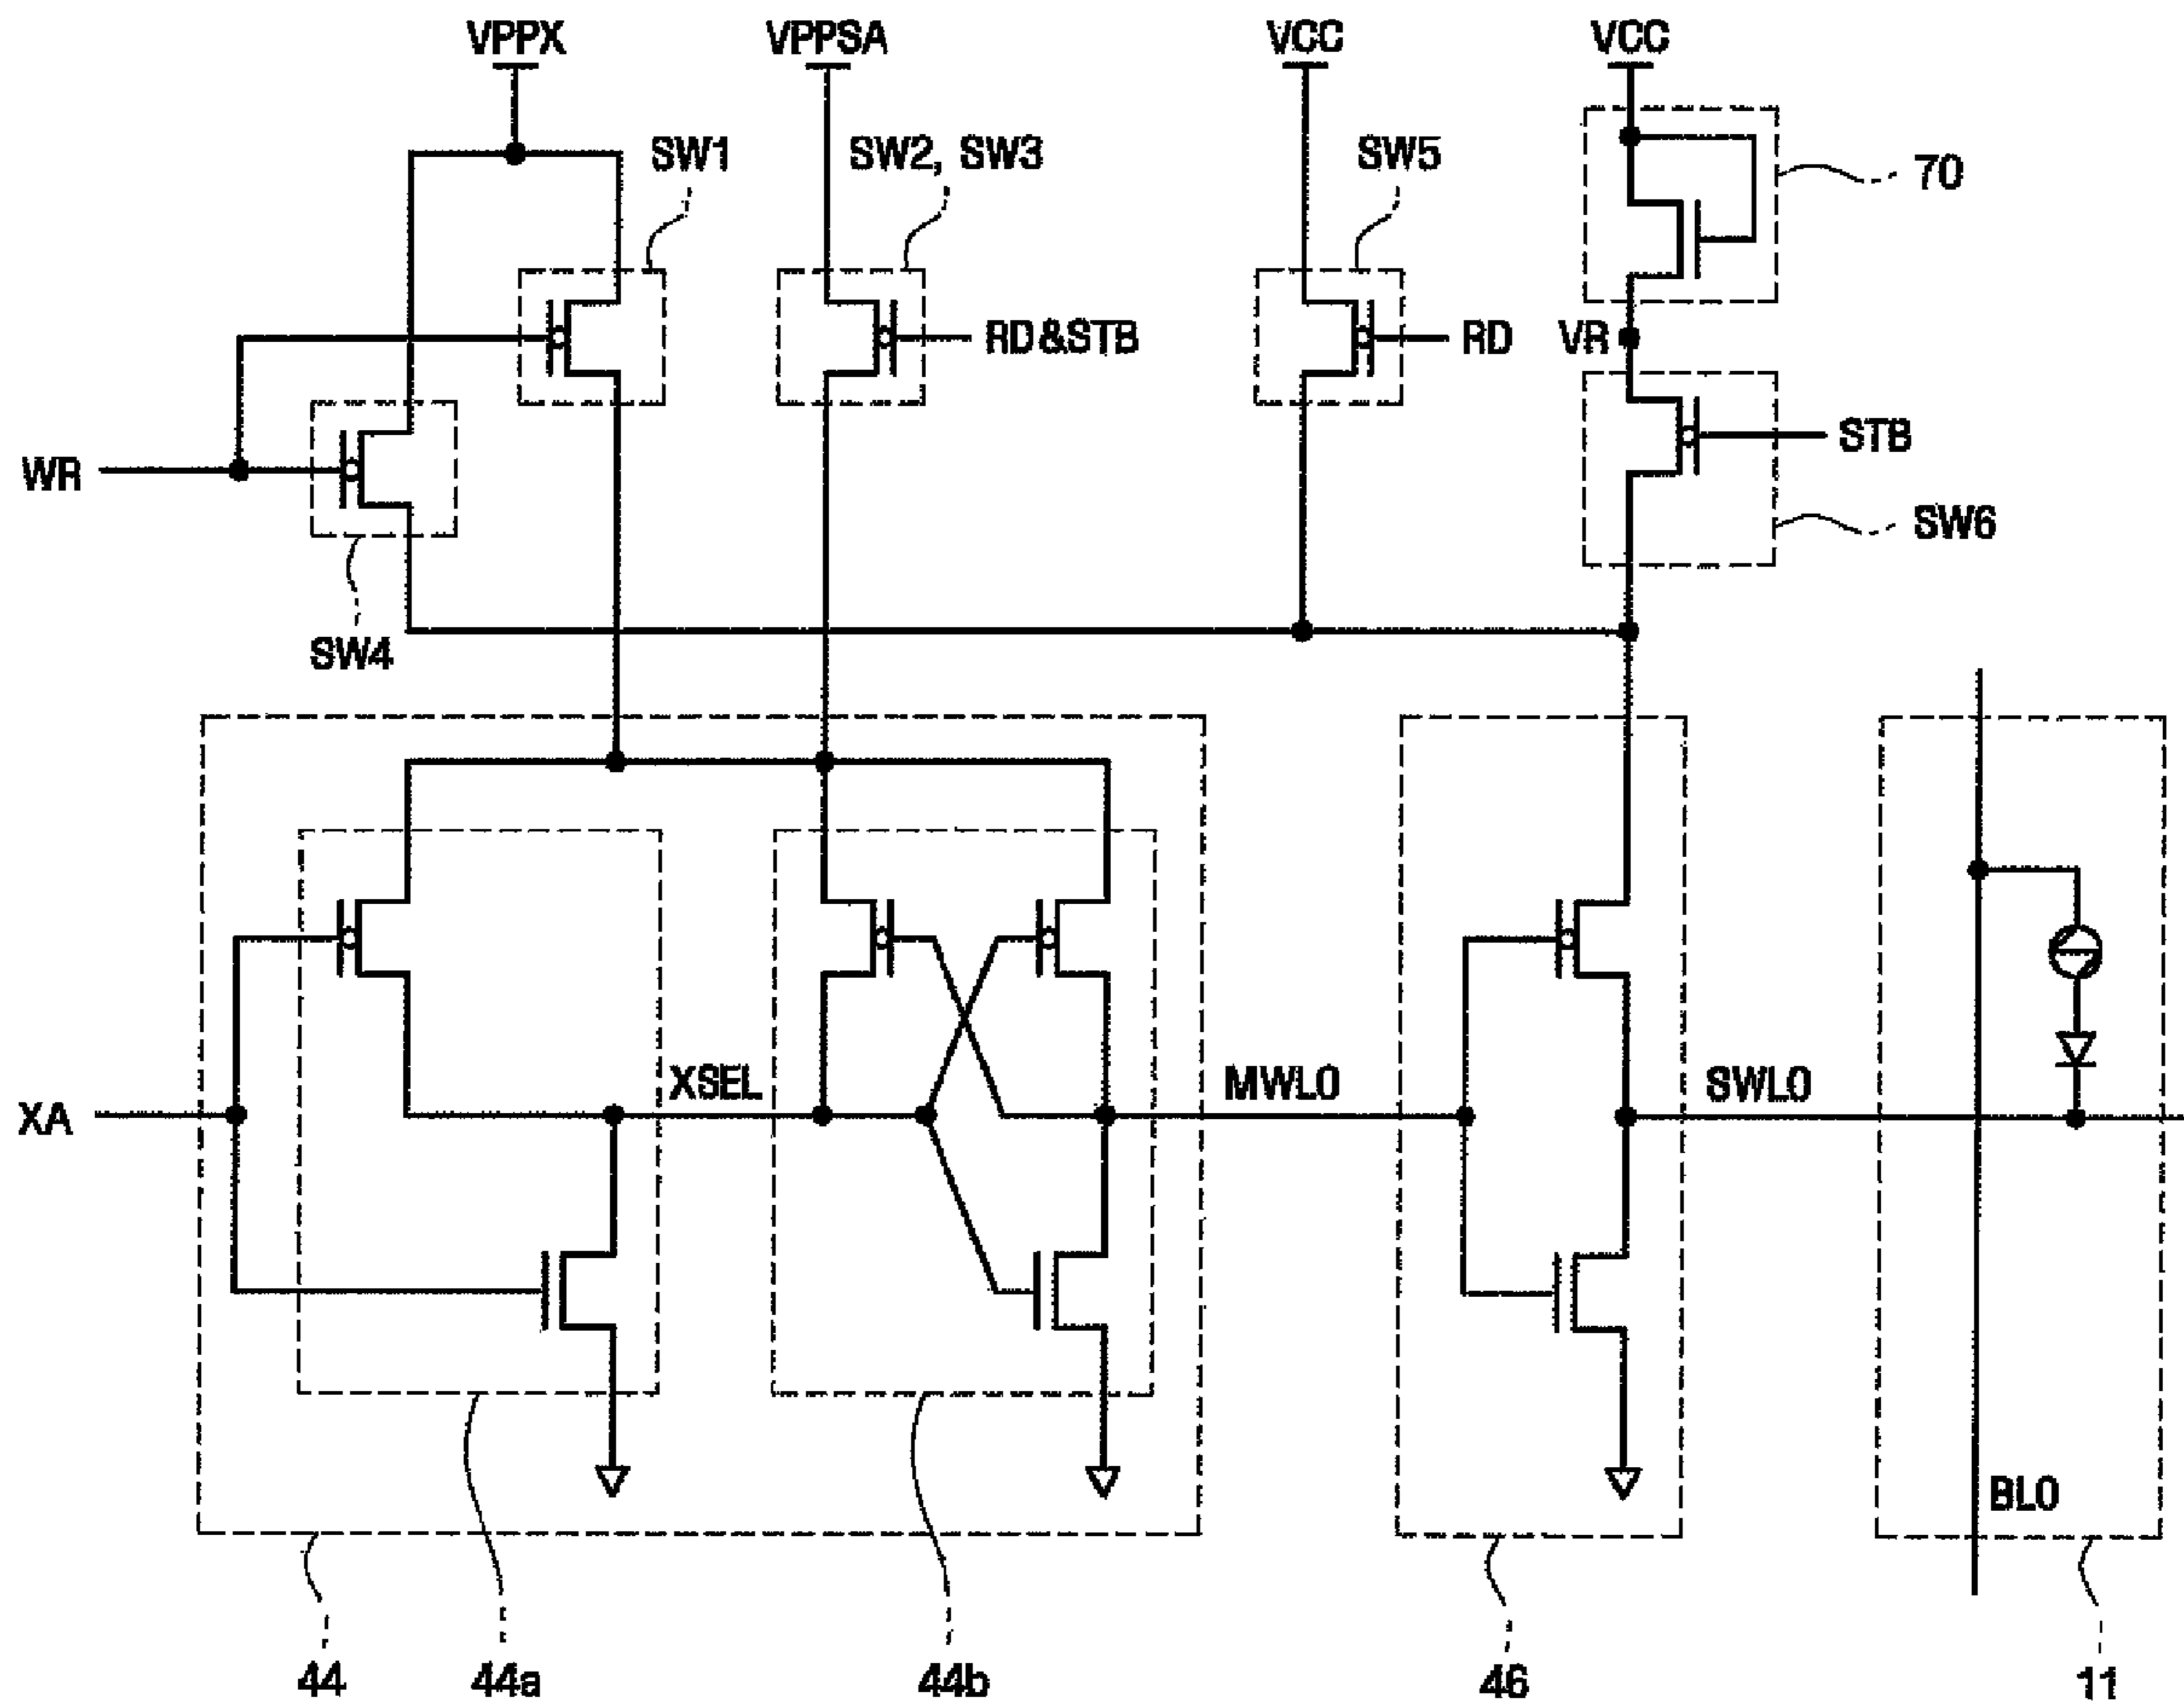 VPPX
VPPSA
VCC
VCC
SW1
SW2, SW3
SW5
70
RD&STB
RD
VR
STB
WR
SW6
SW4
XSEL
MWL0
SWL0
XA
BL0
44
44a
44b
46
11